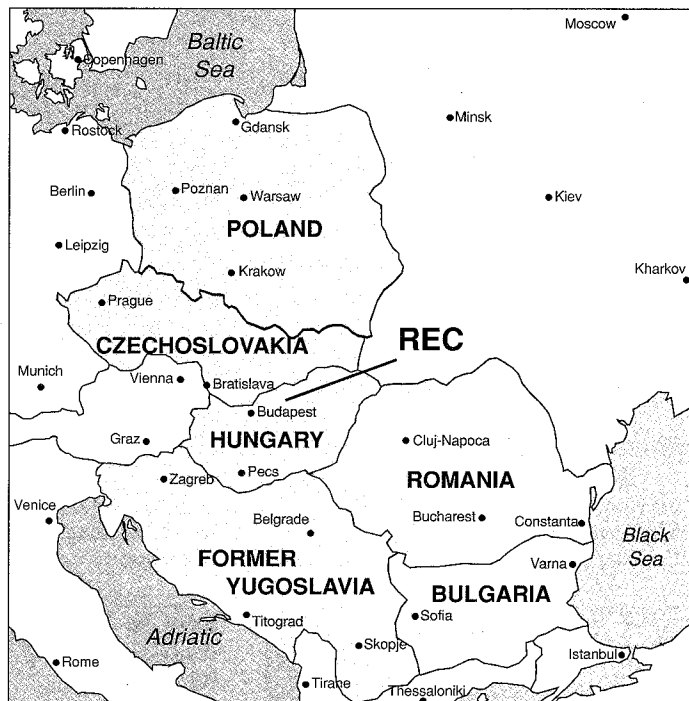 Moscow
Baltic
Sea
Copenhagen
Minsk
Gdansk
Rostock
Berlin
Poznan
Warsaw
Kiev
POLAND
Leipzig
Krakow
Kharkov
Prague
CZECHOSLOVAKIA
REC
Munich
Vienna
Bratislava
Budapest
Graz
HUNGARY
Cluj-Napoca
Zagreb
Pecs
ROMANIA
Venice
Belgrade
Bucharest
Constanta
Black
Sea
FORMER
YUGOSLAVIA
Varna
BULGARIA
Titograd
Sofia
Adriatic
Skopje
Istanbul
Rome
Tirane
Thessaloniki